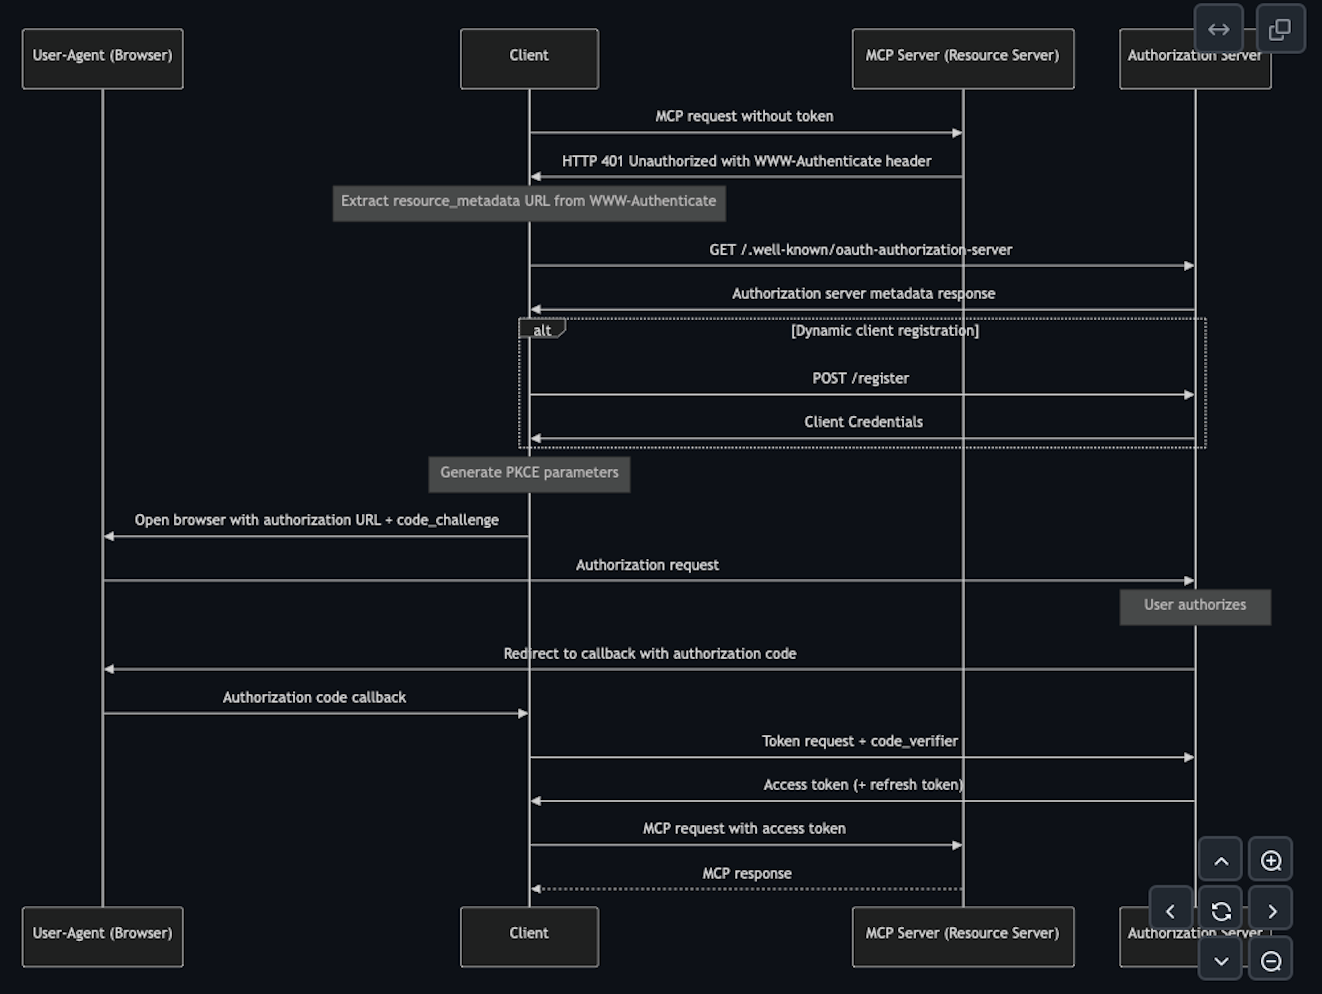 User-Agent (Browser)
Client
MCP Server (Resource Server)
Authorization Server
MCP request without token
HTTP 401 Unauthorized with WWW-Authenticate header
Extract resource_metadata URL from WWW-Authenticate
GET /.well-known/oauth-authorization-server
Authorization server metadata response
alt
[Dynamic client registration]
POST /register
Client Credentials
Generate PKCE parameters
Open browser with authorization URL + code_challenge
Authorization request
User authorizes
Redirect to callback with authorization code
Authorization code callback
Token request + code_verifier
Access token (+ refresh token)
MCP request with access token
MCP response
User-Agent (Browser)
Client
MCP Server (Resource Server)
Authorization Server